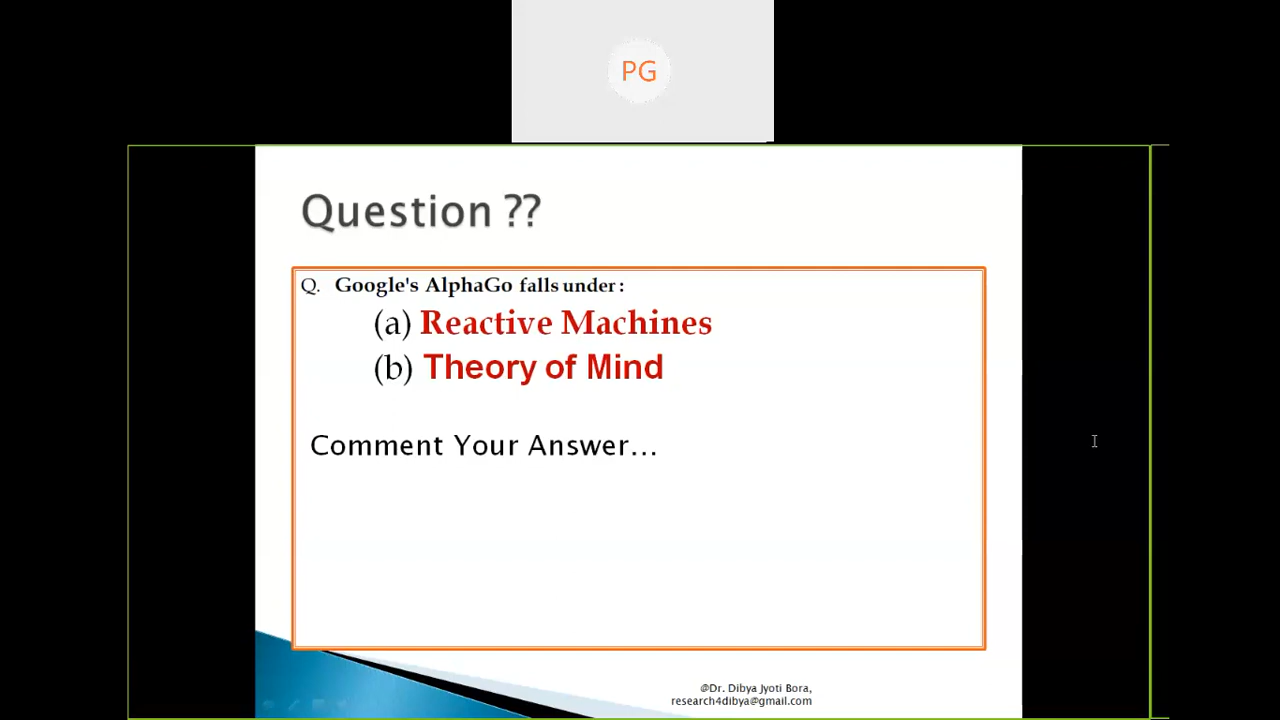 PG
Question ??
Q. Google's AlphaGo falls under :
(a) Reactive Machines
(b) Theory of Mind
Comment Your Answer...
@Dr. Dibya Jyoti Bora,
research4dibya@gmail.com